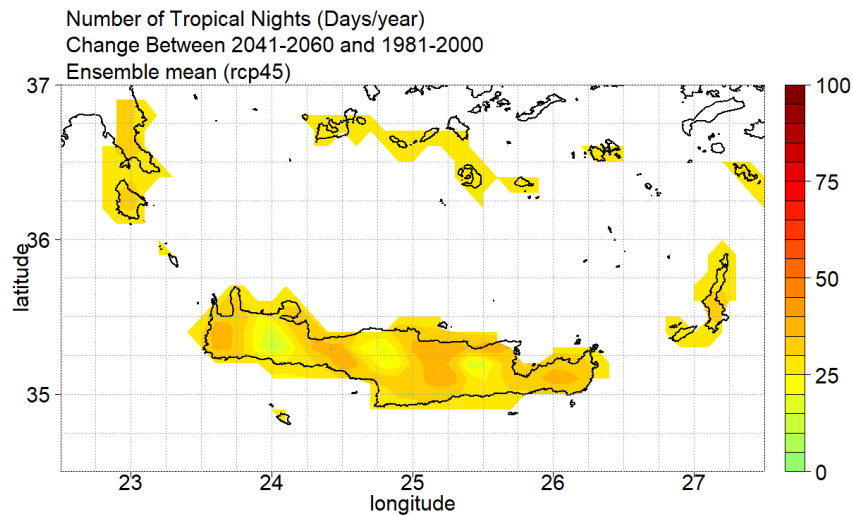 Number of Tropical Nights (Days/year)
Change Between 2041-2060 and 1981-2000
Ensemble mean (rcp45)
37
36
35
latitude
23
24
25
26
27
longitude
100
75
50
25
0